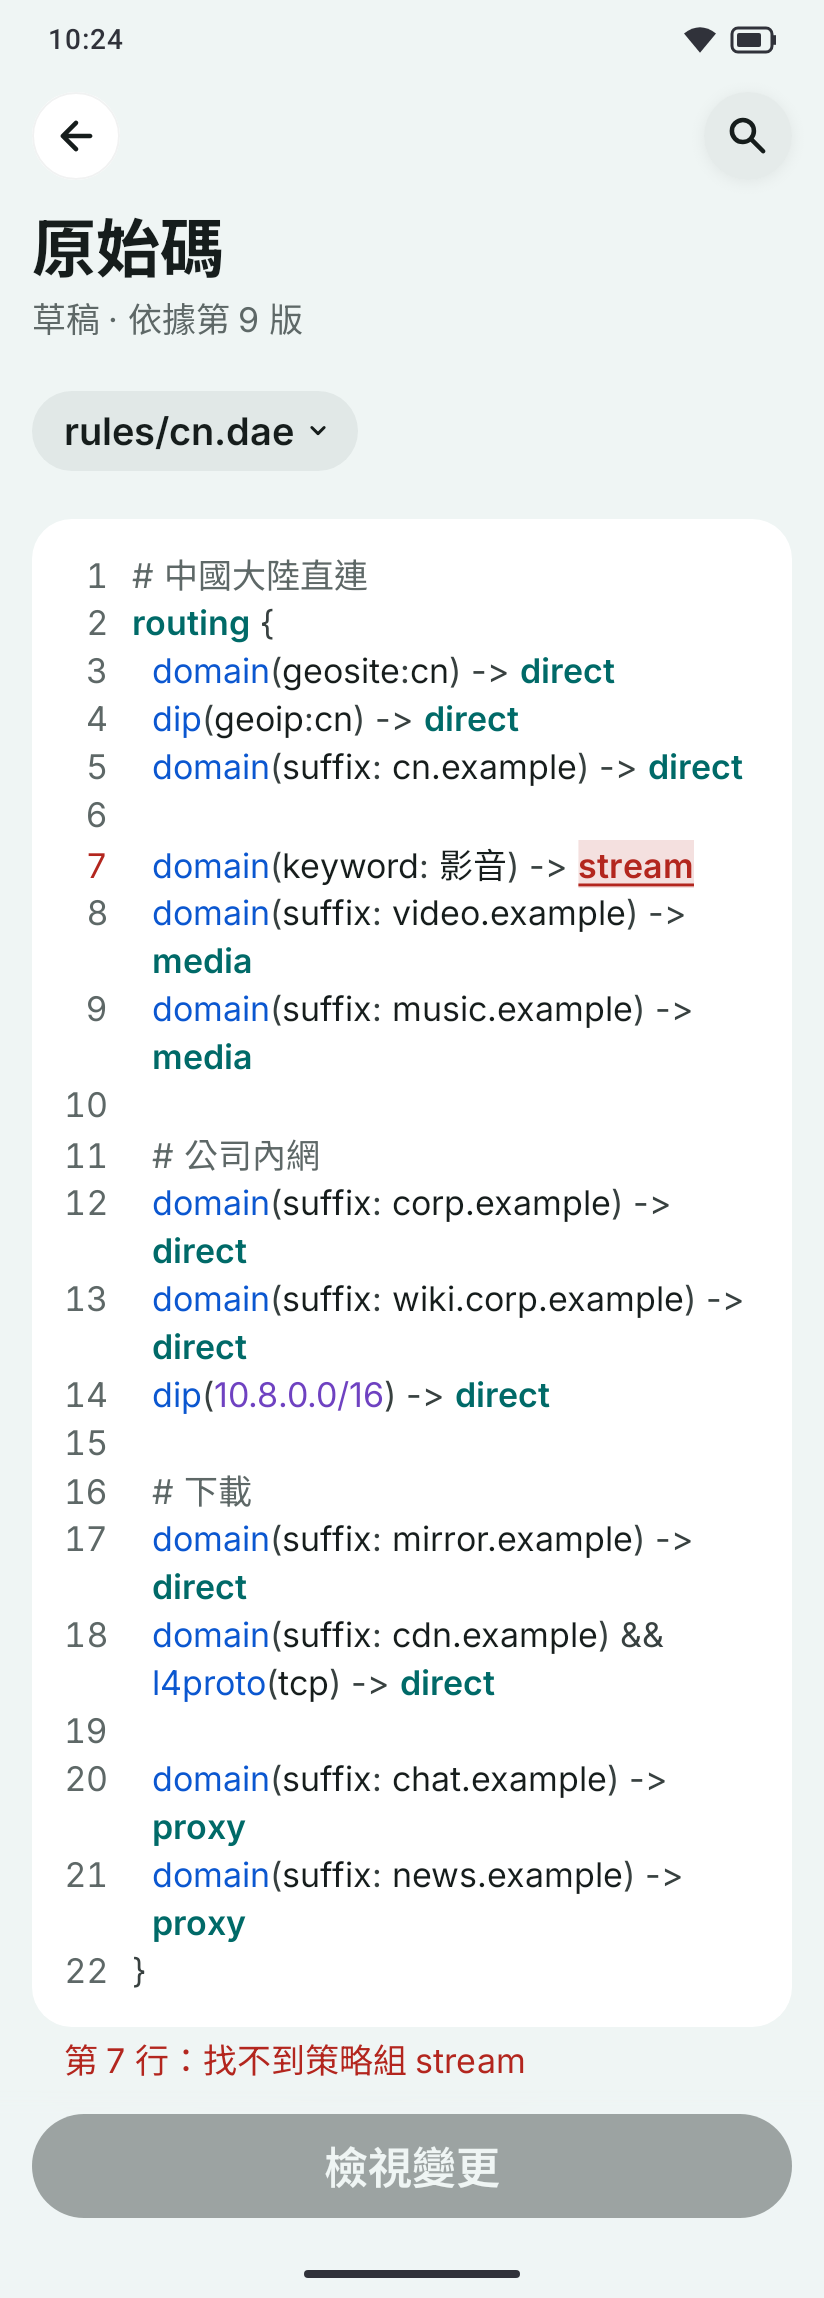 10:24
原始碼
草稿 · 依據第 9 版
rules/cn.dae
1 # 中國大陸直連
2 routing {
3 domain(geosite:cn) -> direct
4 dip(geoip:cn) -> direct
5 domain(suffix: cn.example) -> direct
6
7 domain(keyword: 影音) -> stream
8 domain(suffix: video.example) ->
media
9 domain(suffix: music.example) ->
media
10
11 # 公司內網
12 domain(suffix: corp.example) ->
direct
13 domain(suffix: wiki.corp.example) ->
direct
14 dip(10.8.0.0/16) -> direct
15
16 # 下載
17 domain(suffix: mirror.example) ->
direct
18 domain(suffix: cdn.example) &&
l4proto(tcp) -> direct
19
20 domain(suffix: chat.example) ->
proxy
21 domain(suffix: news.example) ->
proxy
22 }
第 7 行：找不到策略組 stream
檢視變更